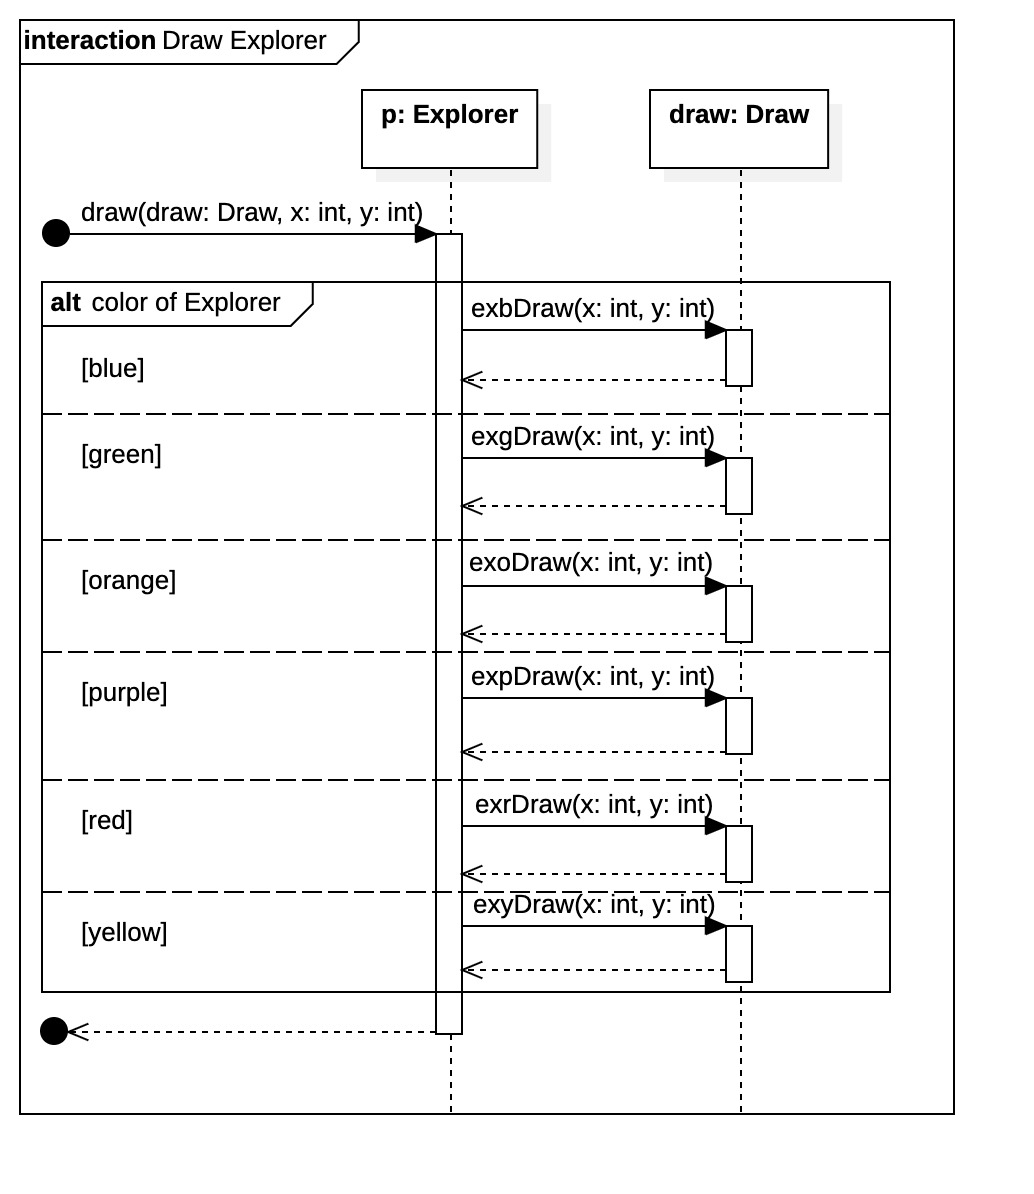 interaction Draw Explorer
p: Explorer
draw: Draw
draw(draw: Draw, x: int, y: int)
alt color of Explorer
exbDraw(x: int, y: int)
[blue]
exgDraw(x: int, y: int)
[green]
exoDraw(x: int, y: int)
[orange]
expDraw(x: int, y: int)
[purple]
exrDraw(x: int, y: int)
[red]
exyDraw(x: int, y: int)
[yellow]